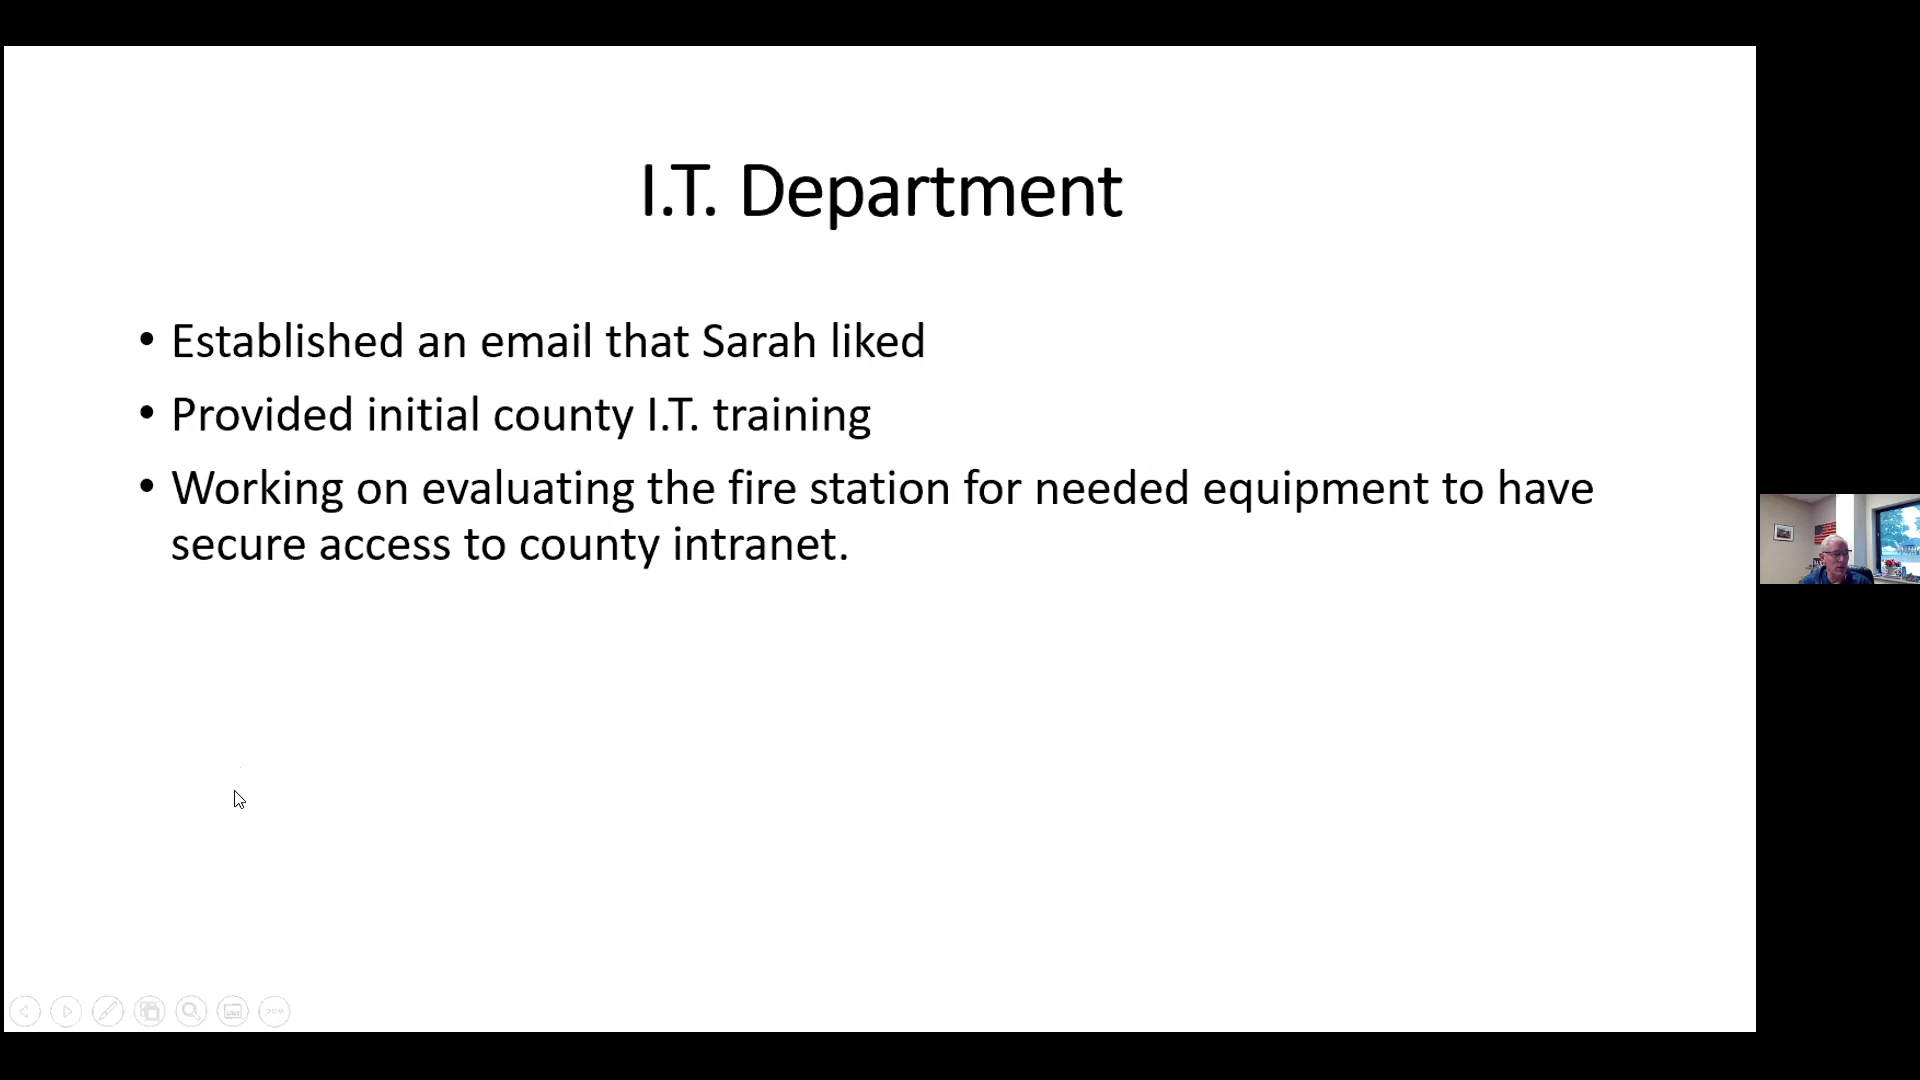 I.T. Department
• Established an email that Sarah liked
• Provided initial county I.T. training
• Working on evaluating the fire station for needed equipment to have
secure access to county intranet.